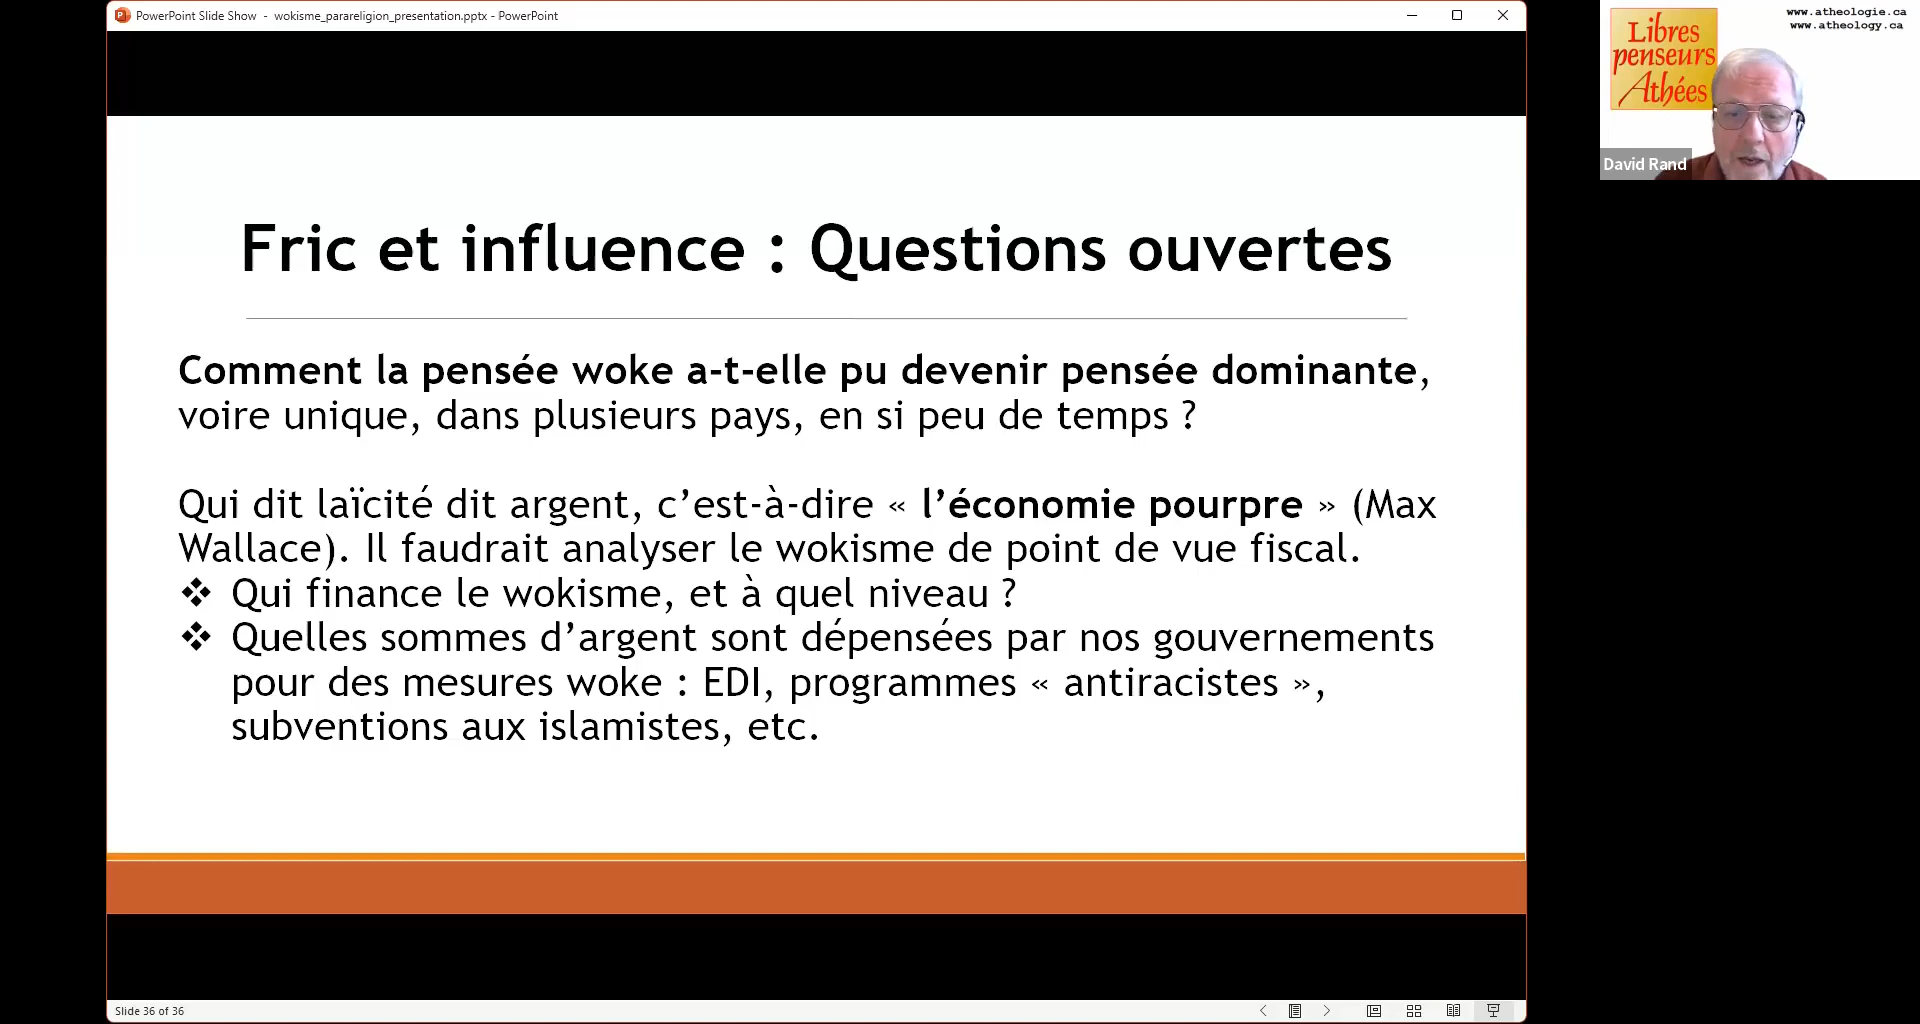 PowerPoint Slide Show - wokisme_parareligion_presentation.pptx - PowerPoint
Fric et influence : Questions ouvertes
Comment la pensée woke a-t-elle pu devenir pensée dominante,
voire unique, dans plusieurs pays, en si peu de temps ?
Qui dit laïcité dit argent, c’est-à-dire « l’économie pourpre » (Max
Wallace). Il faudrait analyser le wokisme de point de vue fiscal.
❖ Qui finance le wokisme, et à quel niveau ?
❖ Quelles sommes d’argent sont dépensées par nos gouvernements
pour des mesures woke : EDI, programmes « antiracistes »,
subventions aux islamistes, etc.
Slide 36 of 36
www.atheologie.ca
www.atheology.ca
Libres
penseurs
Athées
David Rand